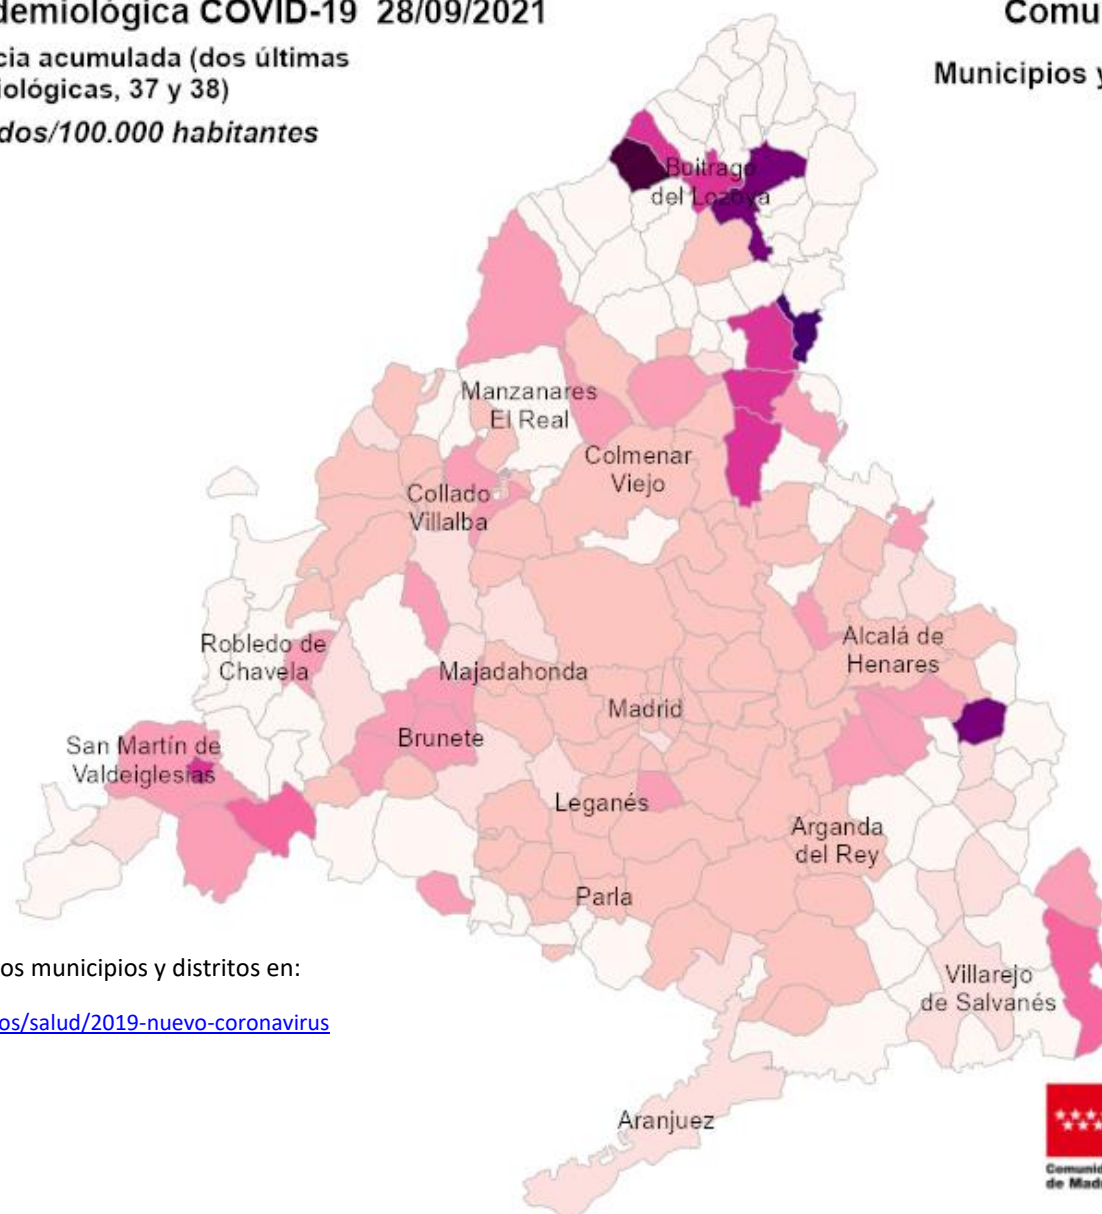 demiológica COVID-19 28/09/2021
cia acumulada (dos últimas
iológicas, 37 y 38)
dos/100.000 habitantes
Comu
Municipios y
Buitrago
del Lozoya
Manzanares
El Real
Colmenar
Viejo
Collado
Villalba
Robledo de
Chavela
Majadahonda
Alcalá de
Henares
Madrid
Brunete
San Martín de
Valdeiglesias
Leganés
Arganda
del Rey
Parla
os municipios y distritos en:
Villarejo
de Salvanés
os/salud/2019-nuevo-coronavirus
Aranjuez
Comunid
de Madr